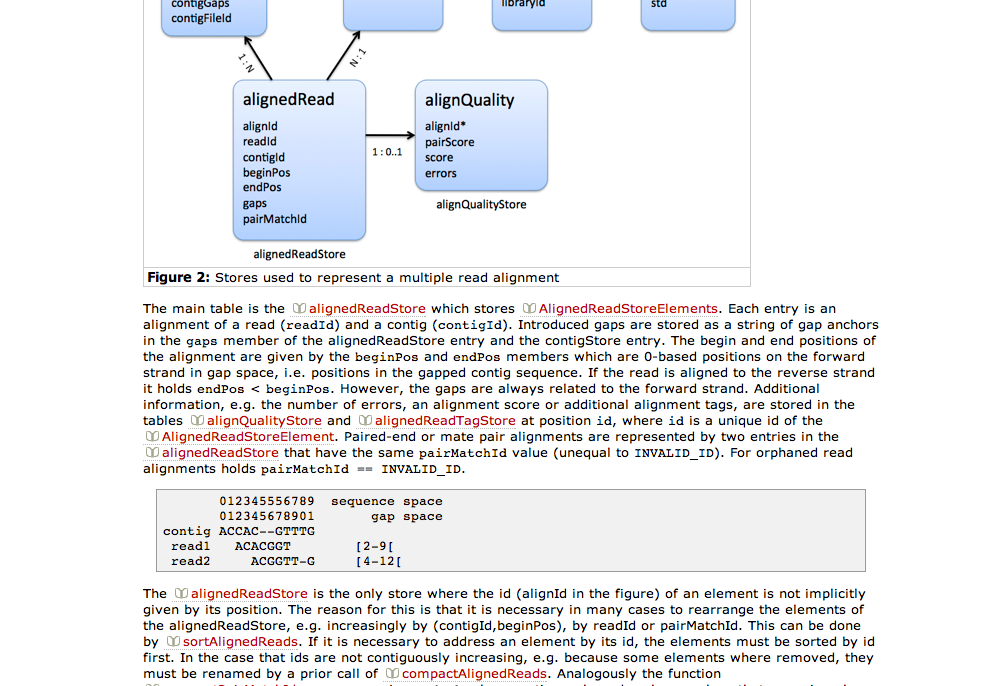 contigGaps
contigFileId
libraryId
std
1 : N
N : 1
alignedRead
alignId
readId
contigId
beginPos
endPos
gaps
pairMatchId
alignedReadStore
1 : 0..1
alignQuality
alignId*
pairScore
score
errors
alignQualityStore
Figure 2: Stores used to represent a multiple read alignment
The main table is the alignedReadStore which stores AlignedReadStoreElements. Each entry is an
alignment of a read (readId) and a contig (contigId). Introduced gaps are stored as a string of gap anchors
in the gaps member of the alignedReadStore entry and the contigStore entry. The begin and end positions of
the alignment are given by the beginPos and endPos members which are 0-based positions on the forward
strand in gap space, i.e. positions in the gapped contig sequence. If the read is aligned to the reverse strand
it holds endPos < beginPos. However, the gaps are always related to the forward strand. Additional
information, e.g. the number of errors, an alignment score or additional alignment tags, are stored in the
tables alignQualityStore and alignedReadTagStore at position id, where id is a unique id of the
AlignedReadStoreElement. Paired-end or mate pair alignments are represented by two entries in the
alignedReadStore that have the same pairMatchId value (unequal to INVALID_ID). For orphaned read
alignments holds pairMatchId == INVALID_ID.
012345556789 sequence space
012345678901 gap space
contig ACCAC--GTTTG
read1 ACACGGT [2-9[
read2 ACGGTT-G [4-12[
The alignedReadStore is the only store where the id (alignId in the figure) of an element is not implicitly
given by its position. The reason for this is that it is necessary in many cases to rearrange the elements of
the alignedReadStore, e.g. increasingly by (contigId,beginPos), by readId or pairMatchId. This can be done
by sortAlignedReads. If it is necessary to address an element by its id, the elements must be sorted by id
first. In the case that ids are not contiguously increasing, e.g. because some elements where removed, they
must be renamed by a prior call of compactAlignedReads. Analogously the function